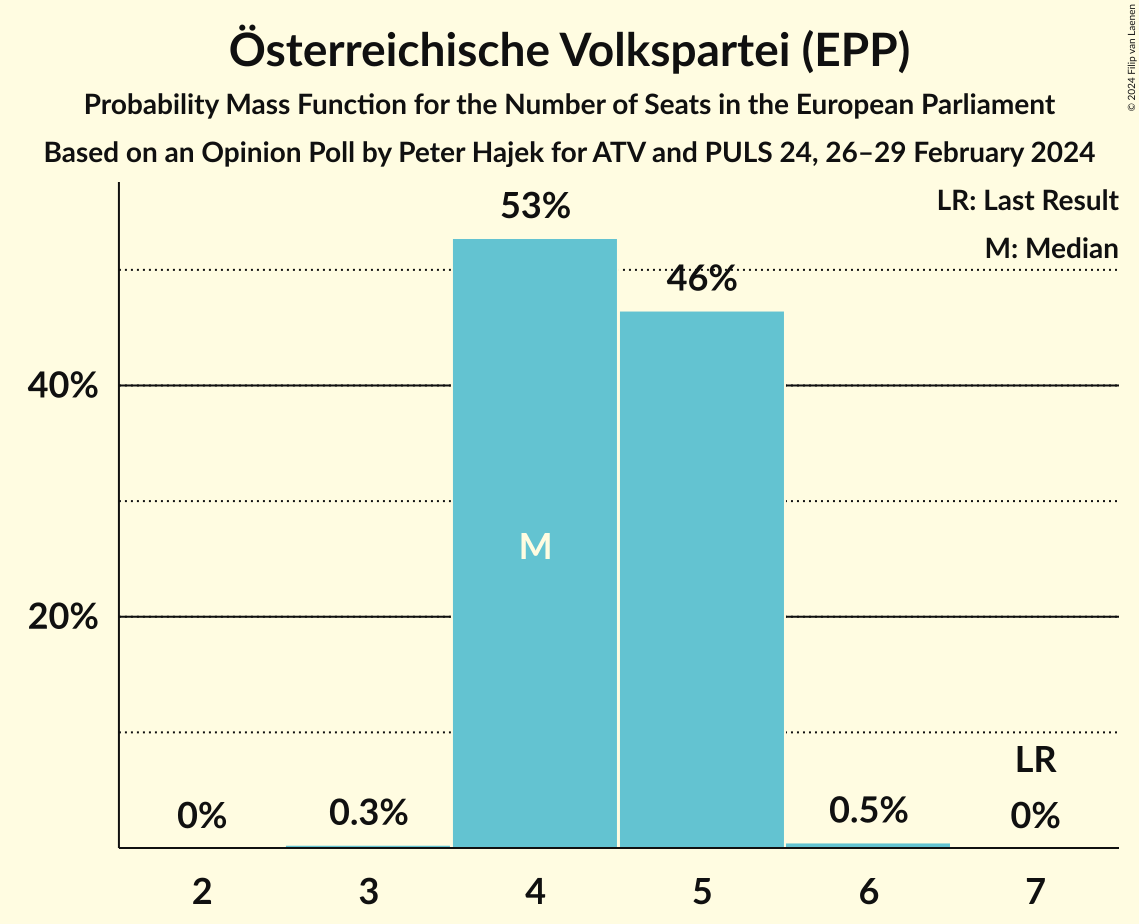 Österreichische Volkspartei (EPP)
Probability Mass Function for the Number of Seats in the European Parliament
Based on an Opinion Poll by Peter Hajek for ATV and PULS 24, 26–29 February 2024
© 2024 Filip van Laenen
LR: Last Result
M: Median
53%
46%
40%
M
20%
LR
0%
0.3%
0.5%
0%
2
3
4
5
6
7